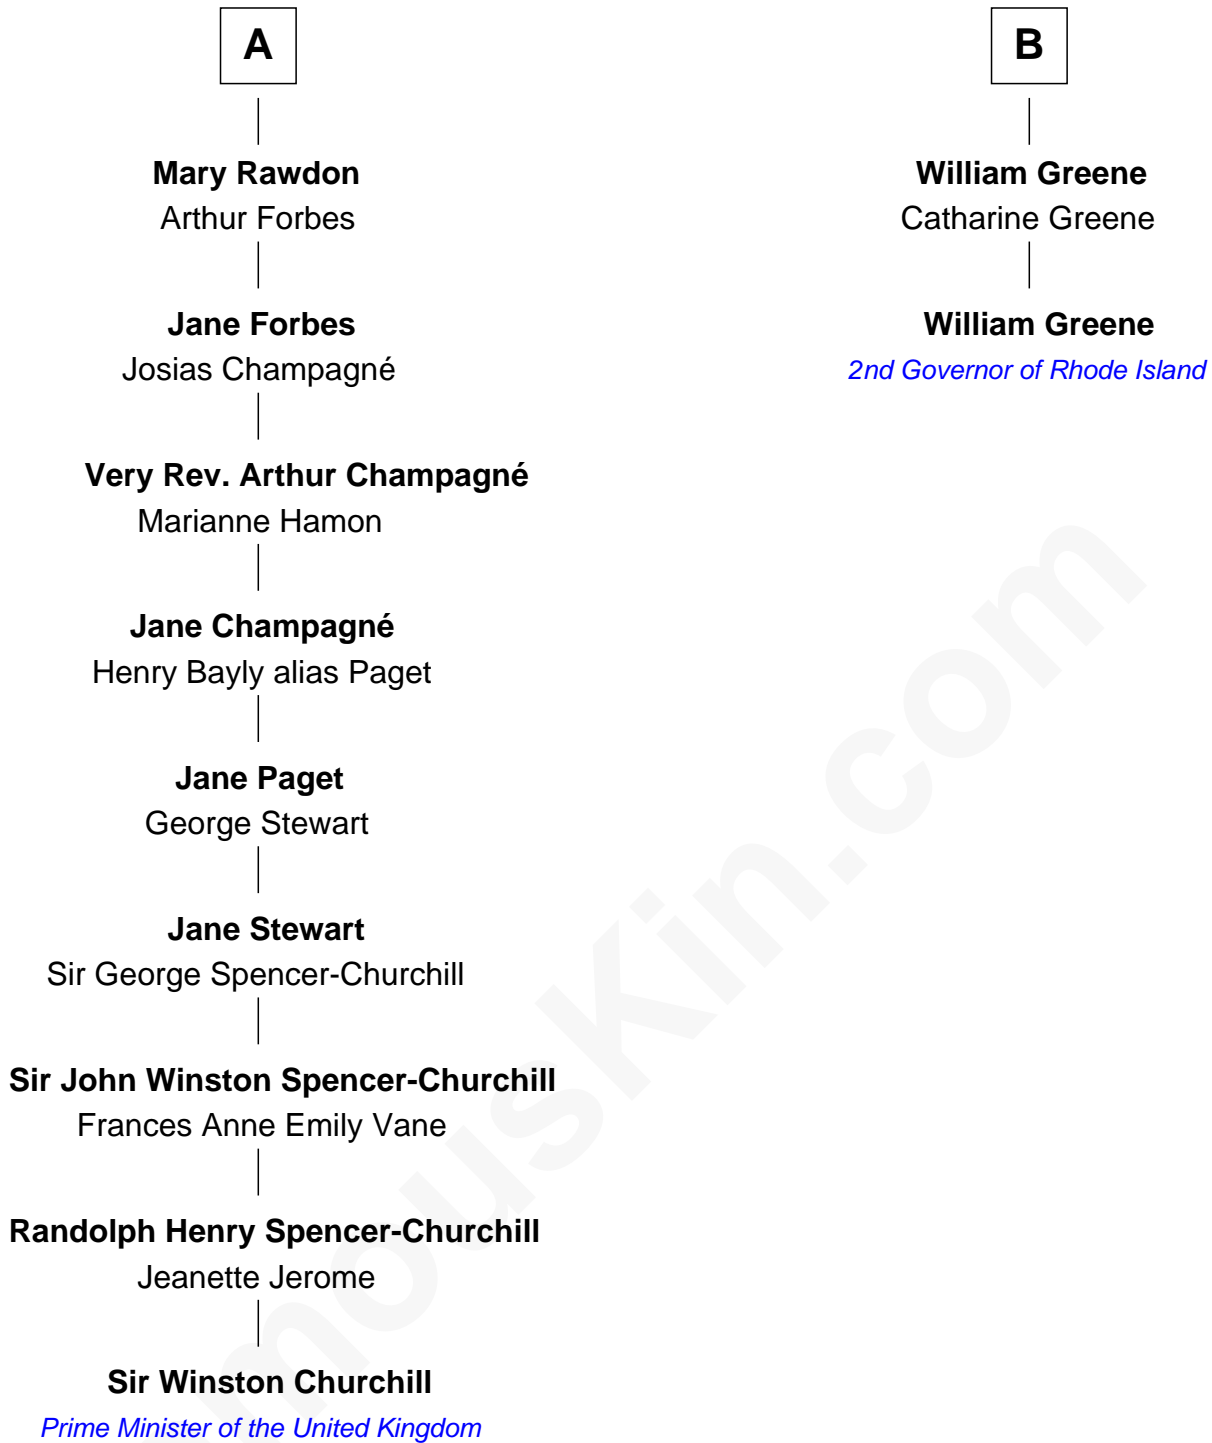 A
Mary Rawdon
Arthur Forbes
Jane Forbes
Josias Champagné
Very Rev. Arthur Champagné
Marianne Hamon
Jane Champagné
Henry Bayly alias Paget
Jane Paget
George Stewart
Jane Stewart
Sir George Spencer-Churchill
Sir John Winston Spencer-Churchill
Frances Anne Emily Vane
Randolph Henry Spencer-Churchill
Jeanette Jerome
Sir Winston Churchill
Prime Minister of the United Kingdom
B
William Greene
Catharine Greene
William Greene
2nd Governor of Rhode Island
mousKin.com